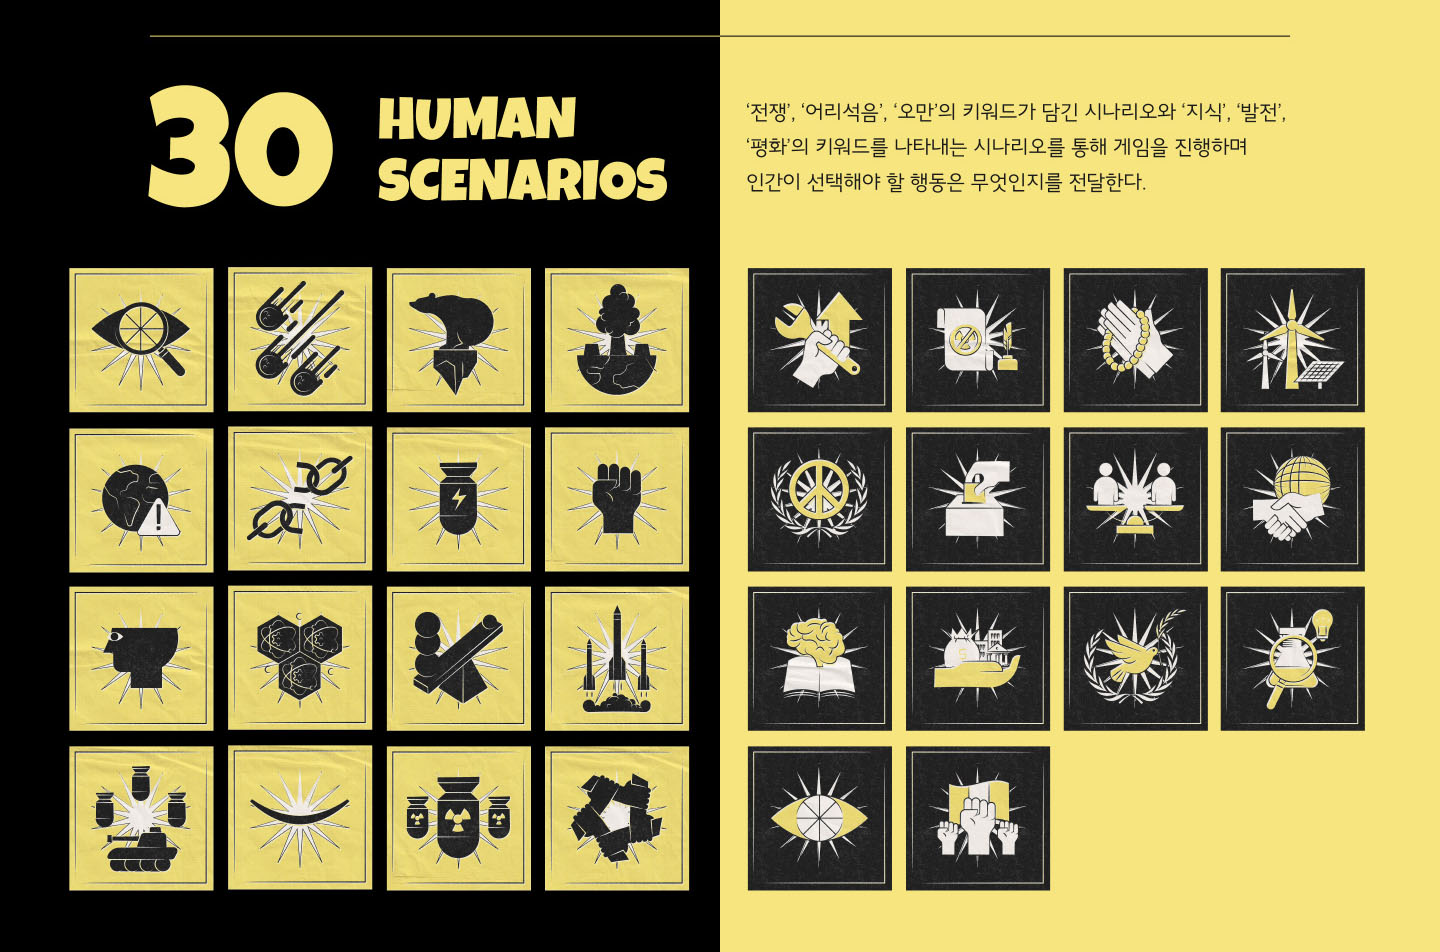 30
HUMAN
SCENARIOS
‘전쟁’, ‘어리석음’, ‘오만’의 키워드가 담긴 시나리오와 ‘지식’, ‘발전’,
‘평화’의 키워드를 나타내는 시나리오를 통해 게임을 진행하며
인간이 선택해야 할 행동은 무엇인지를 전달한다.